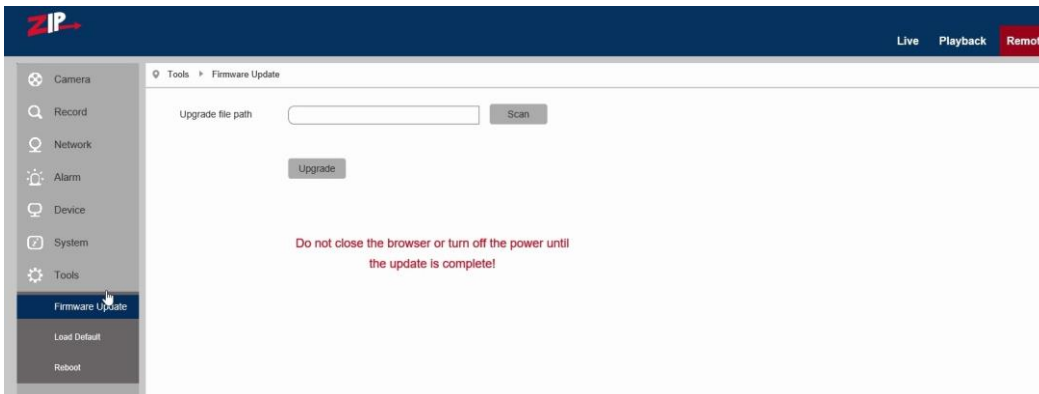 ZIP
Live Playback Remot
Camera
Record
Network
Alarm
Device
System
Tools
Firmware Update
Load Default
Reboot
Tools Firmware Update
Upgrade file path Scan
Upgrade
Do not close the browser or turn off the power until
the update is complete!